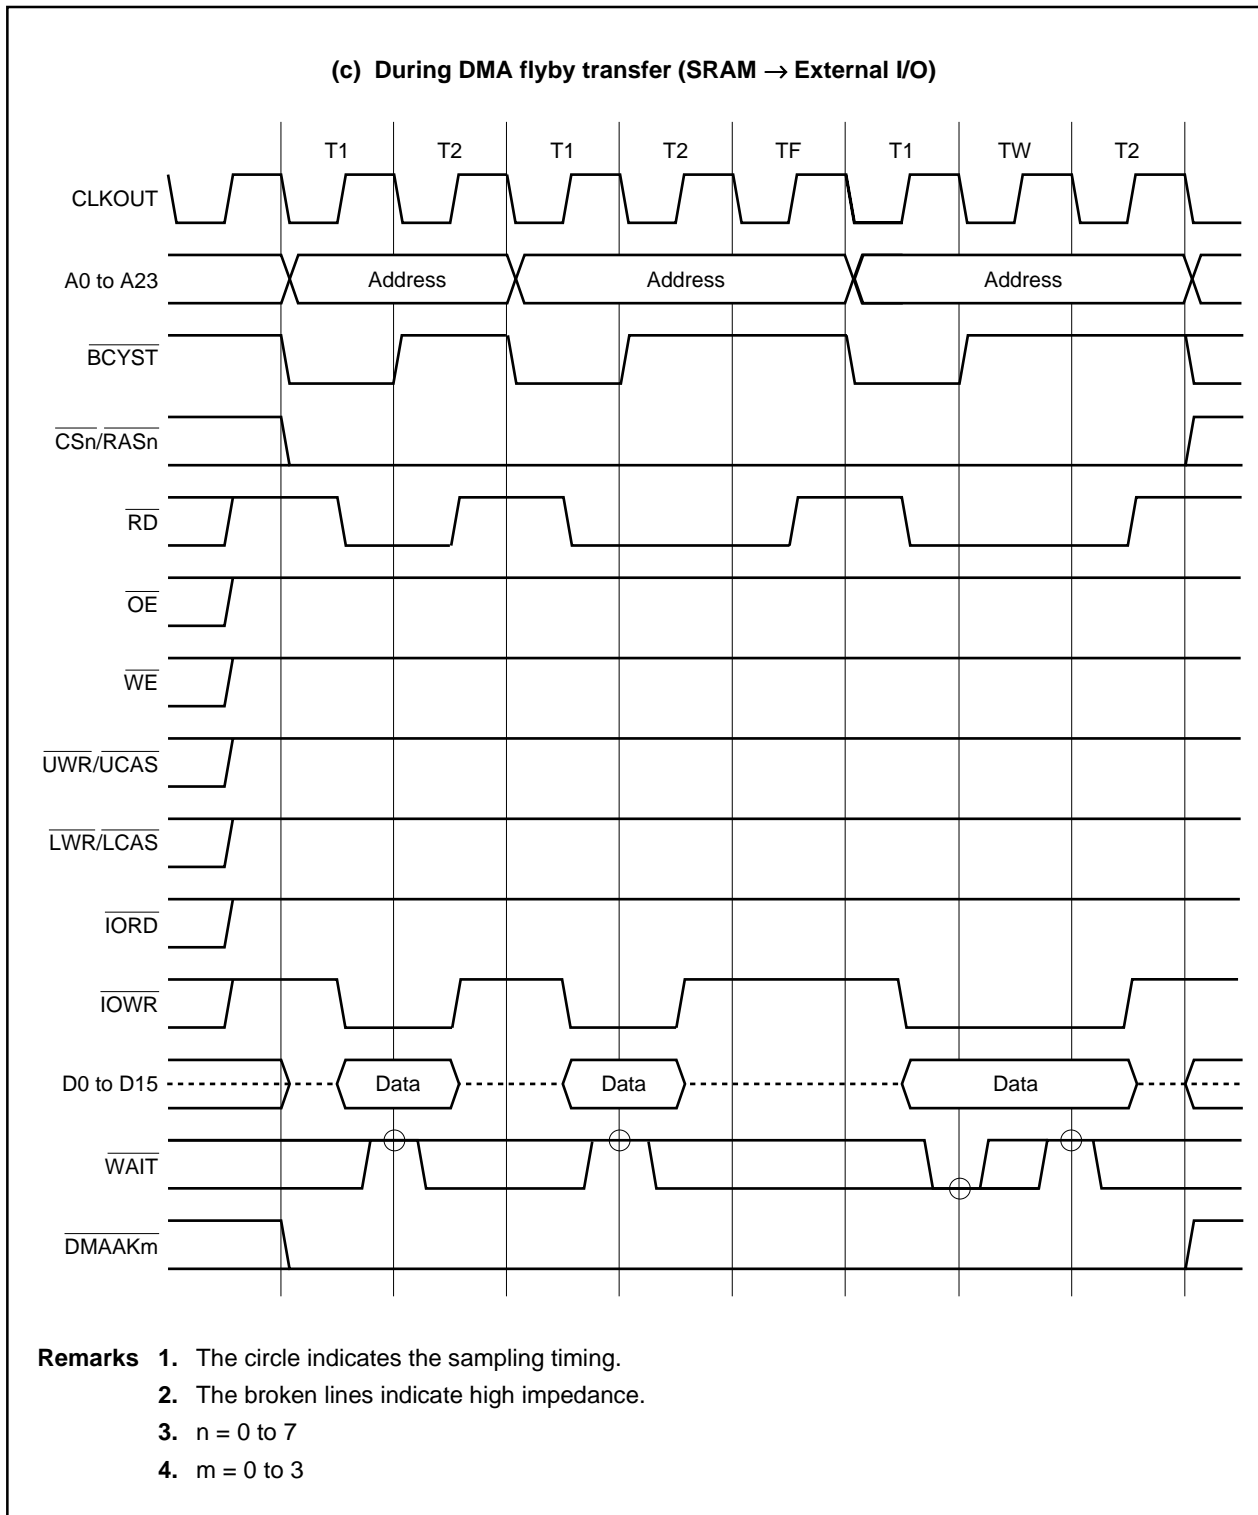 (c) During DMA flyby transfer (SRAM → External I/O)
T1 T2 T1 T2 TF T1 TW T2
CLKOUT
A0 to A23 Address Address Address
BCYST
CSn/RASn
RD
OE
WE
UWR/UCAS
LWR/LCAS
IORD
IOWR
D0 to D15 Data Data Data
WAIT
DMAAKm
Remarks 1. The circle indicates the sampling timing.
2. The broken lines indicate high impedance.
3. n = 0 to 7
4. m = 0 to 3